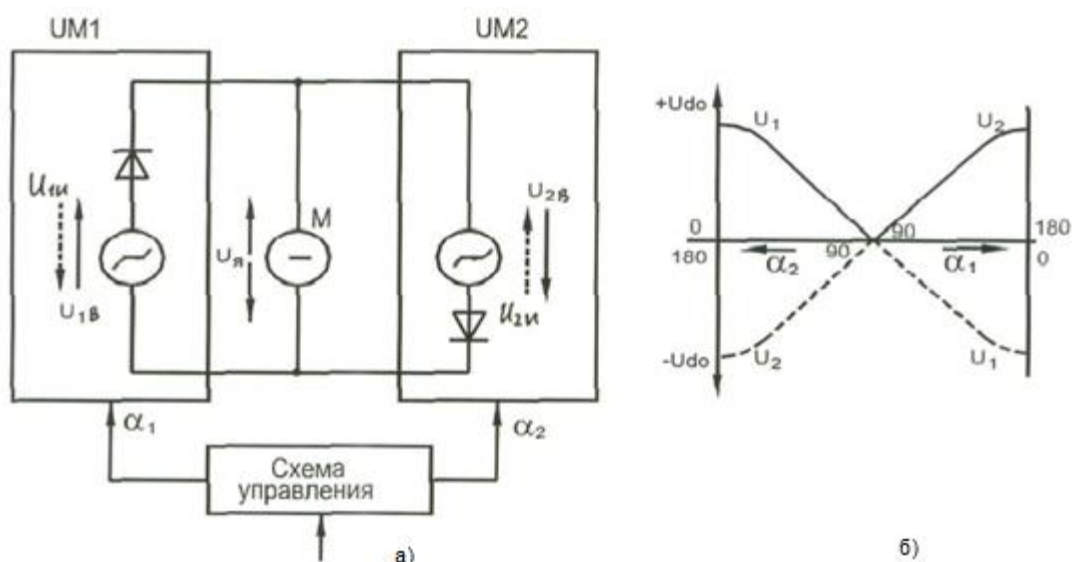 UM1
UM2
U1и
U1в
M
Uя
U2в
U2и
α1
α2
Схема
управления
а)
+Udo
U1
U2
0
180
90
90
180
0
α2
α1
-Udo
U2
U1
б)